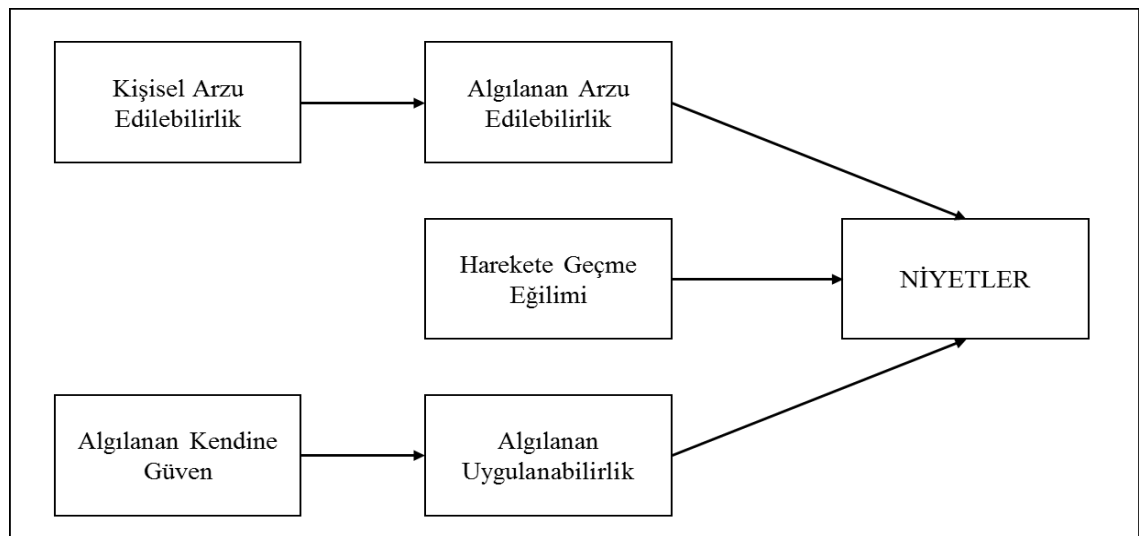 Kişisel Arzu
Edilebilirlik
Algılanan Arzu
Edilebilirlik
Harekete Geçme
Eğilimi
NİYETLER
Algılanan Kendine
Güven
Algılanan
Uygulanabilirlik